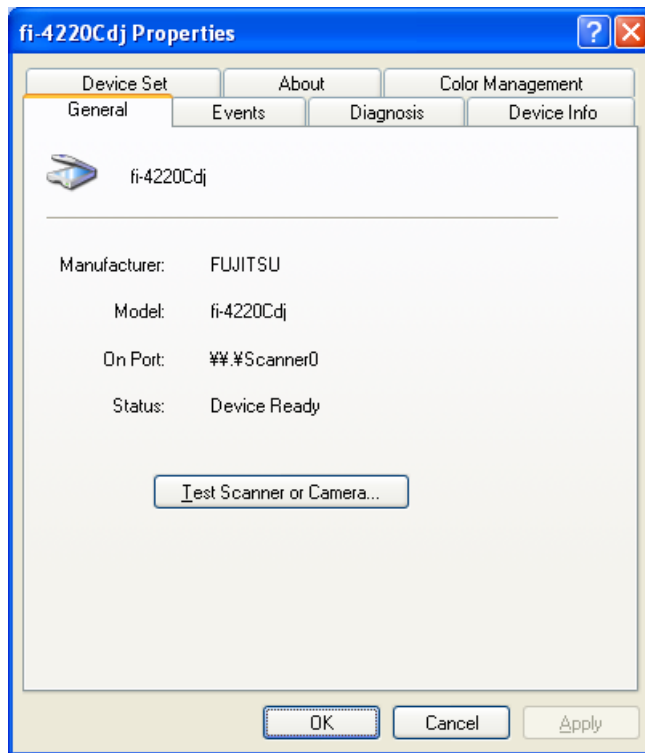 fi-4220Cdj Properties
Device Set About Color Management
General Events Diagnosis Device Info
fi-4220Cdj
Manufacturer: FUJITSU
Model: fi-4220Cdj
On Port: ¥¥.¥Scanner0
Status: Device Ready
Test Scanner or Camera...
OK Cancel Apply